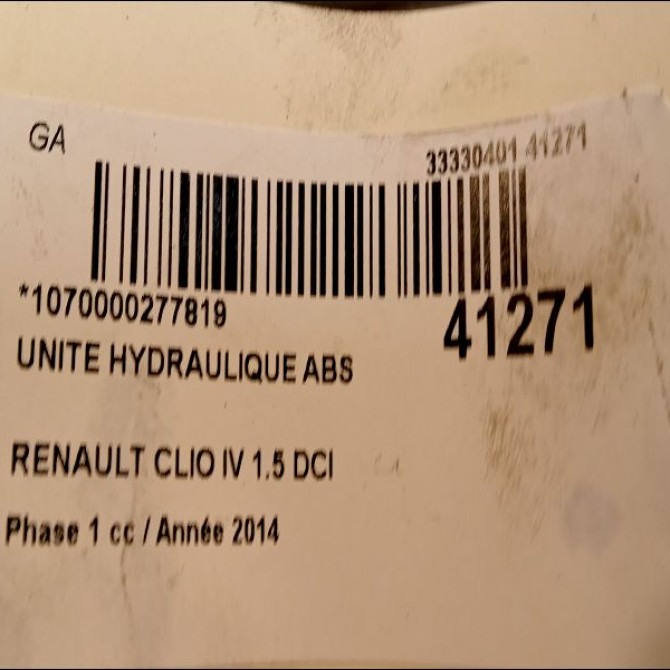 GA
33330401 41271
*1070000277819
41271
UNITE HYDRAULIQUE ABS
RENAULT CLIO IV 1.5 DCI
Phase 1 cc / Année 2014